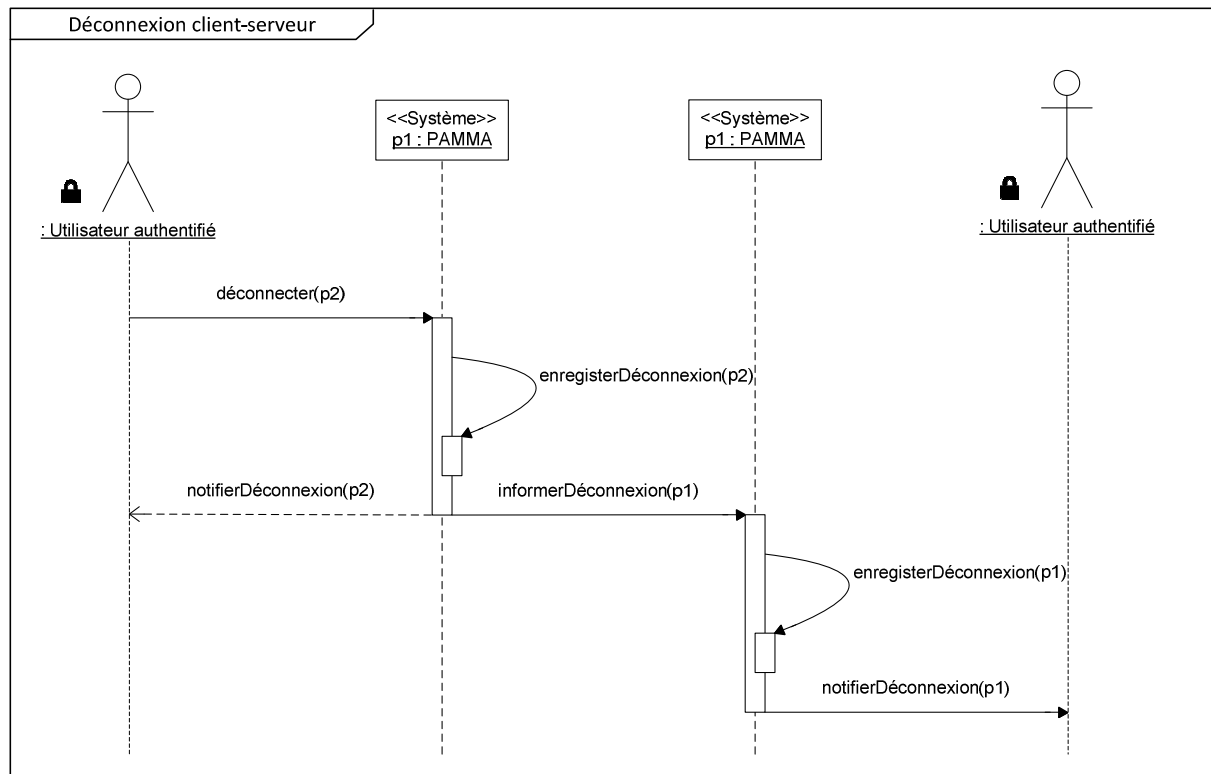 Déconnexion client-serveur
<<Système>>
p1 : PAMMA
<<Système>>
p1 : PAMMA
: Utilisateur authentifié
: Utilisateur authentifié
déconnecter(p2)
enregisterDéconnexion(p2)
notifierDéconnexion(p2)
informerDéconnexion(p1)
enregisterDéconnexion(p1)
notifierDéconnexion(p1)